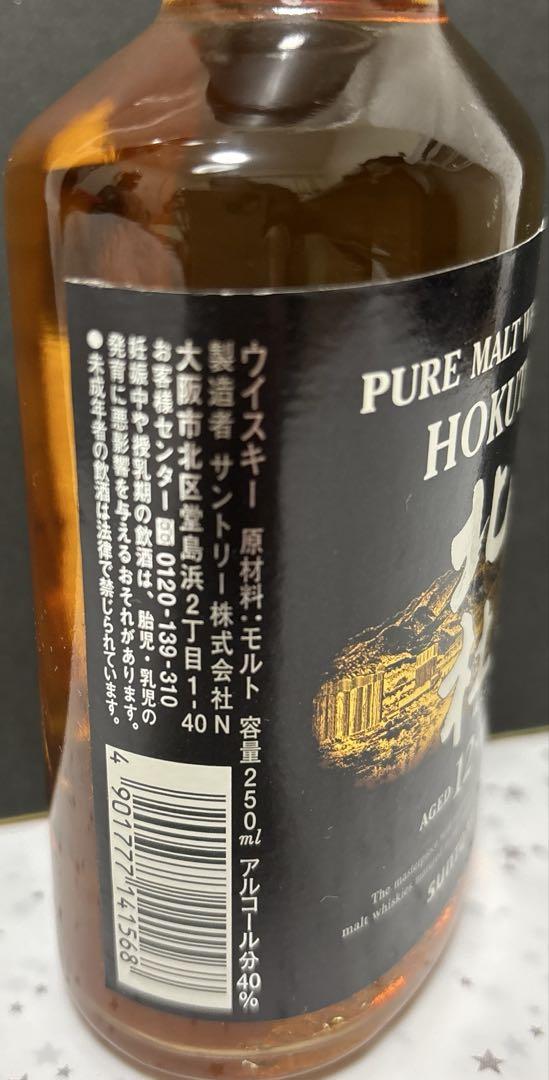 ウイスキー 原材料:モルト 容量250ml アルコール分40%
製造者 サントリー株式会社N
大阪市北区堂島浜2丁目1-40
お客様センター 0120-139-310
妊娠中や授乳期の飲酒は、胎児・乳児の
発育に悪影響を与えるおそれがあります。
●未成年者の飲酒は法律で禁じられています。
4 901777 141568
PURE MALT
北杜
AGED 12
The
malt whiskies